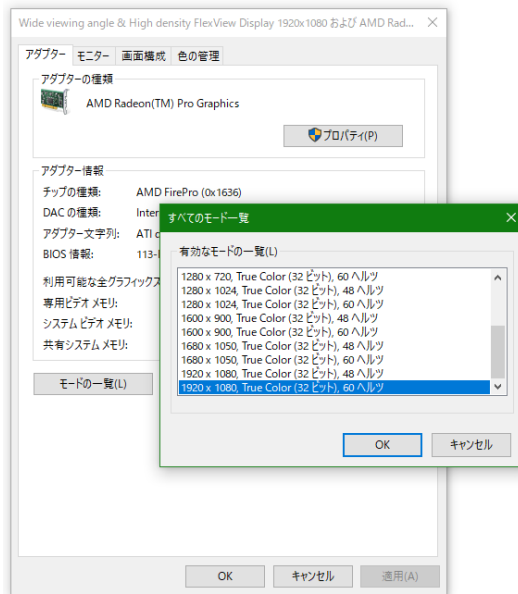 Wide viewing angle & High density FlexView Display 1920x1080 および AMD Rad...
アダプター モニター 画面構成 色の管理
アダプターの種類
AMD Radeon(TM) Pro Graphics
プロパティ(P)
アダプター情報
チップの種類: AMD FirePro (0x1636)
DAC の種類: Inter
アダプター文字列: ATI
BIOS 情報: 113-
利用可能な全グラフィックス
専用ビデオ メモリ:
システム ビデオ メモリ:
共有システム メモリ:
モードの一覧(L)
すべてのモード一覧
有効なモードの一覧(L)
1280 x 720, True Color (32 ビット), 60 ヘルツ
1280 x 1024, True Color (32 ビット), 48 ヘルツ
1280 x 1024, True Color (32 ビット), 60 ヘルツ
1600 x 900, True Color (32 ビット), 48 ヘルツ
1600 x 900, True Color (32 ビット), 60 ヘルツ
1680 x 1050, True Color (32 ビット), 48 ヘルツ
1680 x 1050, True Color (32 ビット), 60 ヘルツ
1920 x 1080, True Color (32 ビット), 48 ヘルツ
1920 x 1080, True Color (32 ビット), 60 ヘルツ
OK キャンセル
OK キャンセル 適用(A)